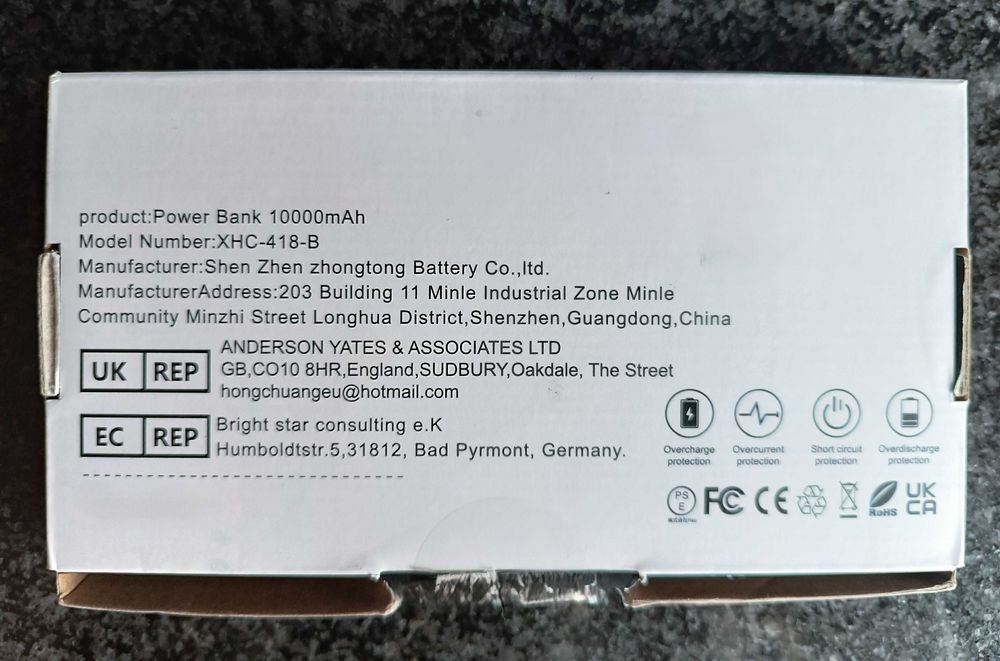 product:Power Bank 10000mAh
Model Number:XHC-418-B
Manufacturer:Shen Zhen zhongtong Battery Co.,ltd.
ManufacturerAddress:203 Building 11 Minle Industrial Zone Minle
Community Minzhi Street Longhua District,Shenzhen,Guangdong,China
UK REP
ANDERSON YATES & ASSOCIATES LTD
GB,CO10 8HR,England,SUDBURY,Oakdale, The Street
hongchuangeu@hotmail.com
EC REP
Bright star consulting e.K
Humboldtstr.5,31812, Bad Pyrmont, Germany.
Overcharge
protection
Overcurrent
protection
Short circuit
protection
Overdischarge
protection
PS
E
FC
CE
RoHS
UK
CA